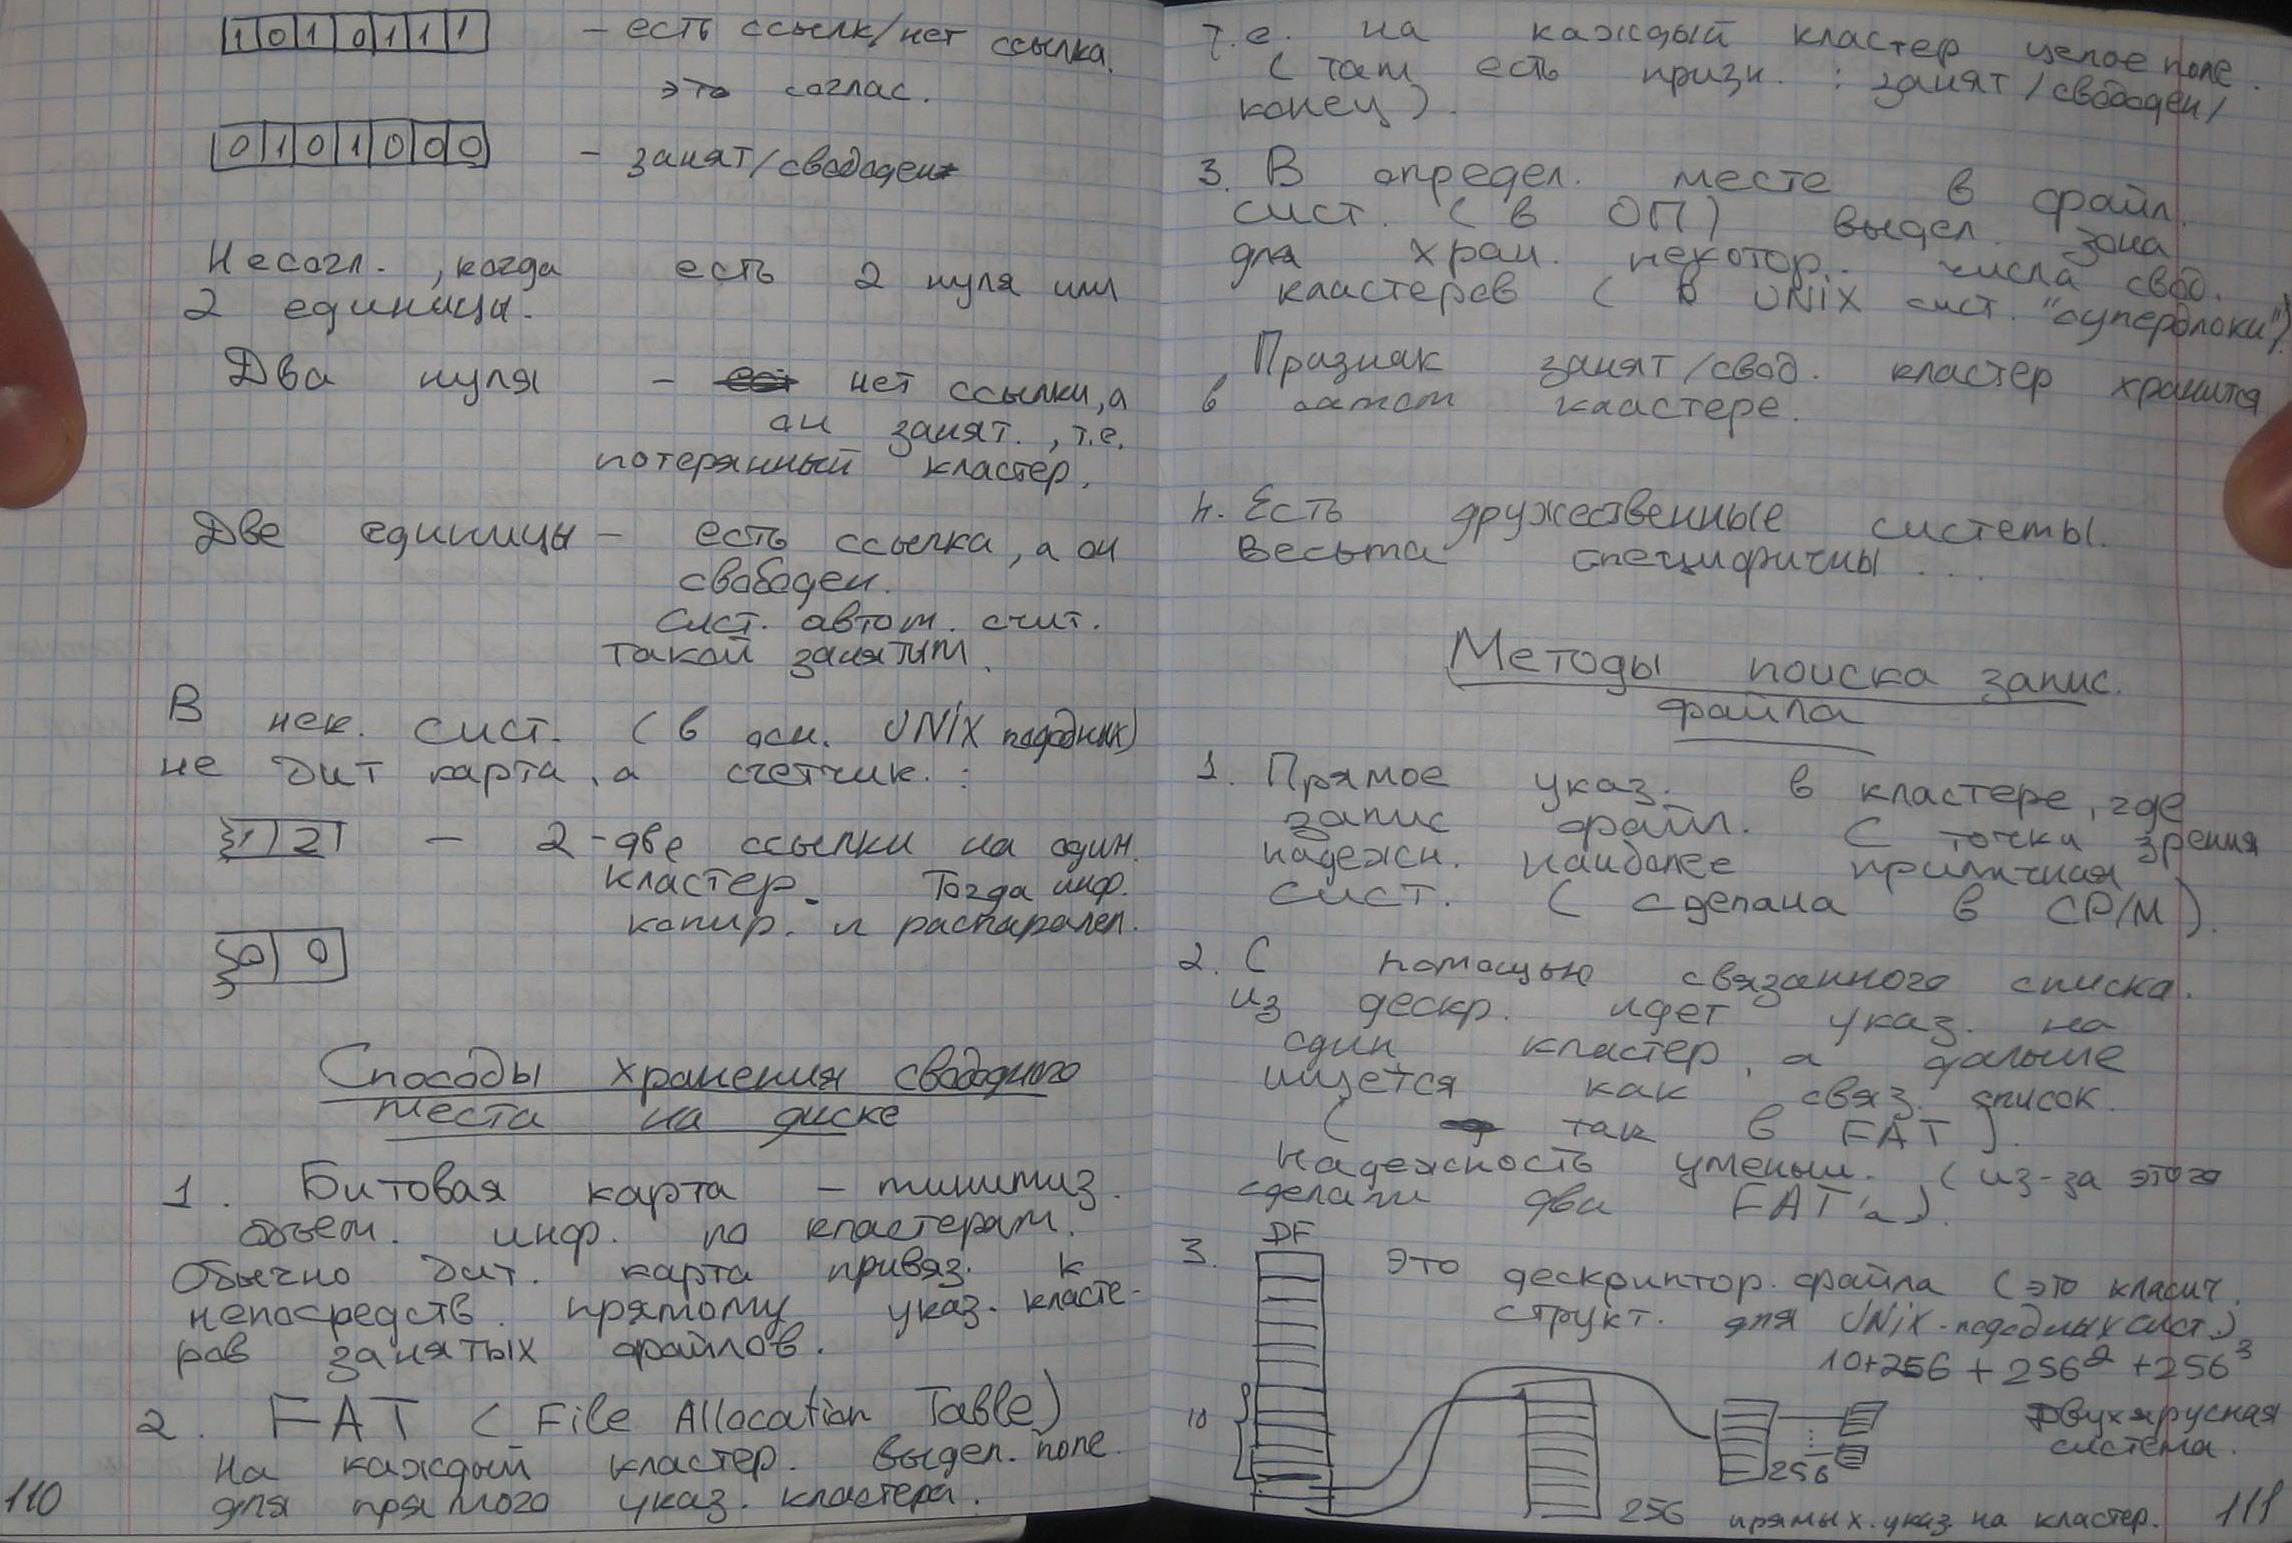 1 0 1 0 1 1 1 – есть ссылк/нет ссылка.
это соглас.
0 1 0 1 0 0 0 – занят/свободен
Несогл., когда есть 2 нуля или
2 единицы.
Два нуля – нет ссылки, а
он занят., т.е.
потерянный кластер.
Две единицы – есть ссылка, а он
свободен.
Сист. автом. счит.
такой занятым.
В нек. сист. (в осн. UNIX подобных)
не бит карта, а счетчик. :
1 2 – 2 - две ссылки на один.
кластер. Тогда инф.
копир. и распаралел.
0 0
Способы хранения свободного
места на диске
1. Битовая карта – минимиз.
объем. инф. по кластерам.
Обычно бит. карта привяз. к
непосредств. прямому указ. класте-
ров занятых файлов.
2. FAT (File Allocation Table)
На каждый кластер. выдел. поле.
для прямого указ. кластера.
110
т.е. на каждый кластер целое поле.
(там есть призн. : занят/свободен/
конец).
3. В определ. месте в файл.
сист. (в ОП) выдел. зона
для хран. некотор. числа своб.
кластеров (в UNIX сист. "суперблоки")
Признак занят/свод. кластер хранится
в самом кластере.
4. Есть дружественные системы.
Весьма специфичны ...
Методы поиска запис.
файла
1. Прямое указ. в кластере, где
запис файл. С точки зрения
надежн. наиболее приличная
сист. (сделана в CP/M).
2. С помощью связанного списка.
Из дескр. идет указ. на
один кластер, а дальше
ищется как связ. список.
(так в FAT).
Надежность уменьш. (из-за этого
сделали два FAT'а).
3. DF Это дескриптор. файла (это класич.
структ. для UNIX-подобных сист.)
10+256 + 256² + 256³
10
Двухярусная
система.
256
256 прямых. указ. на кластер.
111